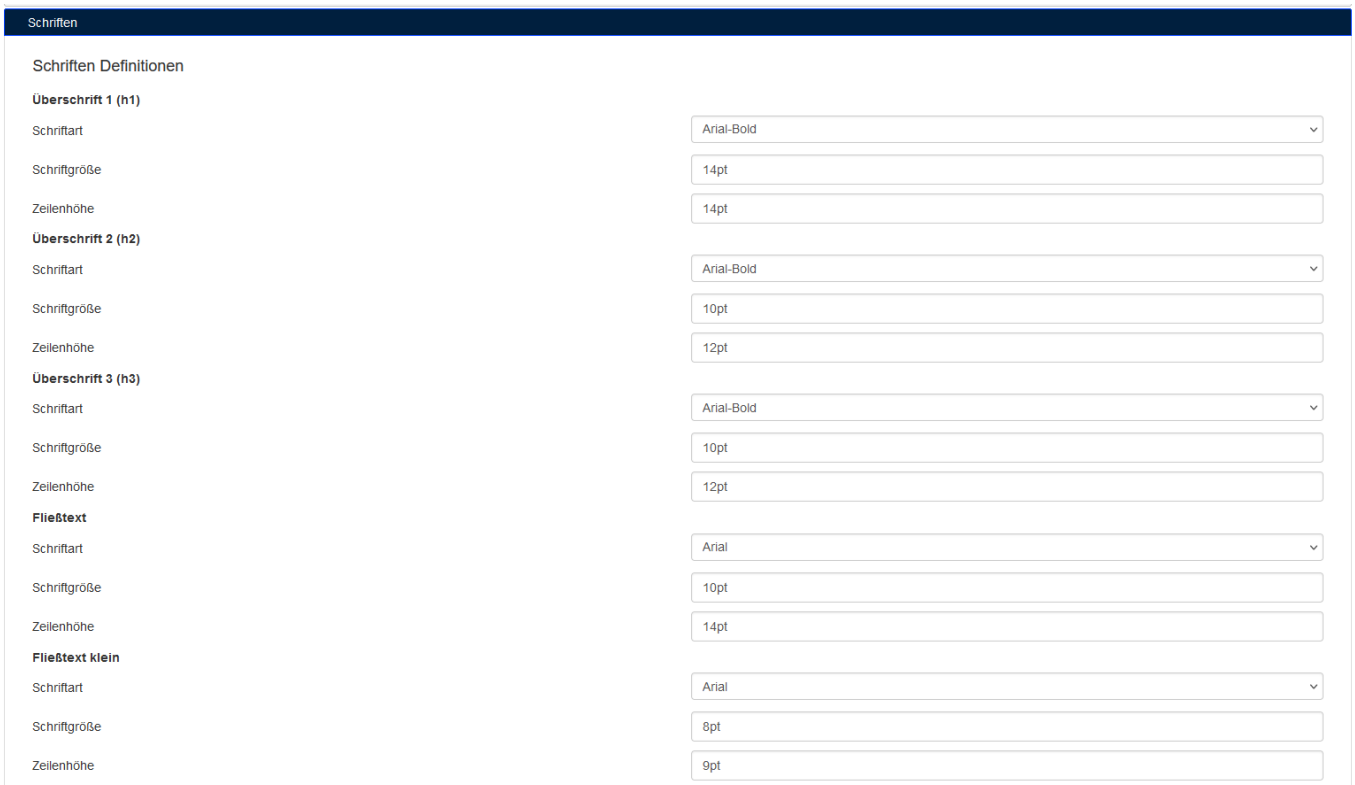 Schriften
Schriften Definitionen
Überschrift 1 (h1)
Schriftart Arial-Bold
Schriftgröße 14pt
Zeilenhöhe 14pt
Überschrift 2 (h2)
Schriftart Arial-Bold
Schriftgröße 10pt
Zeilenhöhe 12pt
Überschrift 3 (h3)
Schriftart Arial-Bold
Schriftgröße 10pt
Zeilenhöhe 12pt
Fließtext
Schriftart Arial
Schriftgröße 10pt
Zeilenhöhe 14pt
Fließtext klein
Schriftart Arial
Schriftgröße 8pt
Zeilenhöhe 9pt